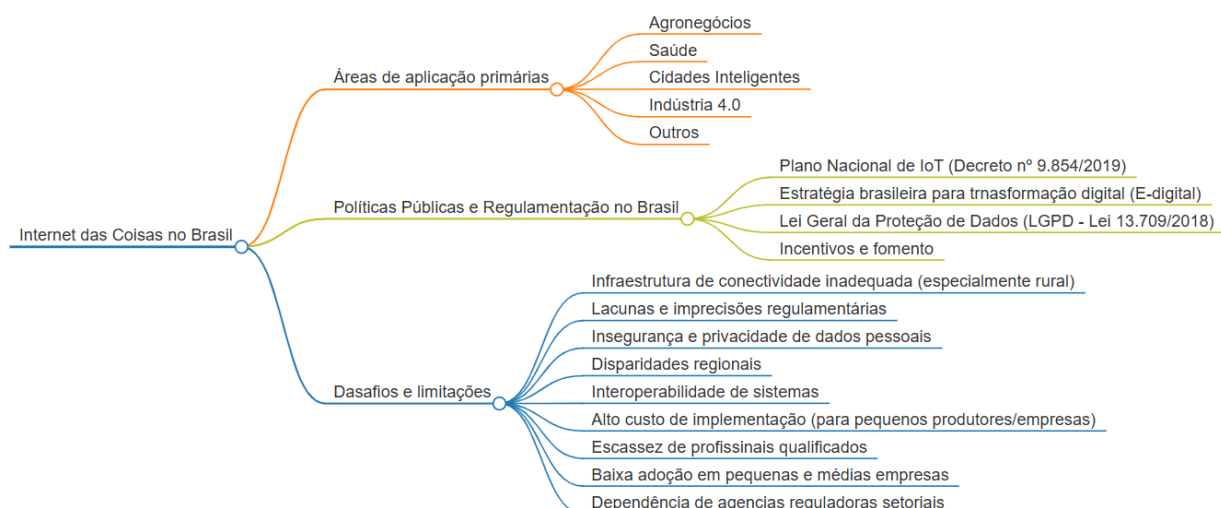 Internet das Coisas no Brasil
Áreas de aplicação primárias
Agronegócios
Saúde
Cidades Inteligentes
Indústria 4.0
Outros
Políticas Públicas e Regulamentação no Brasil
Plano Nacional de IoT (Decreto nº 9.854/2019)
Estratégia brasileira para trnasformação digital (E-digital)
Lei Geral da Proteção de Dados (LGPD - Lei 13.709/2018)
Incentivos e fomento
Dasafios e limitações
Infraestrutura de conectividade inadequada (especialmente rural)
Lacunas e imprecisões regulamentárias
Insegurança e privacidade de dados pessoais
Disparidades regionais
Interoperabilidade de sistemas
Alto custo de implementação (para pequenos produtores/empresas)
Escassez de profissinais qualificados
Baixa adoção em pequenas e médias empresas
Dependência de agencias reguladoras setoriais